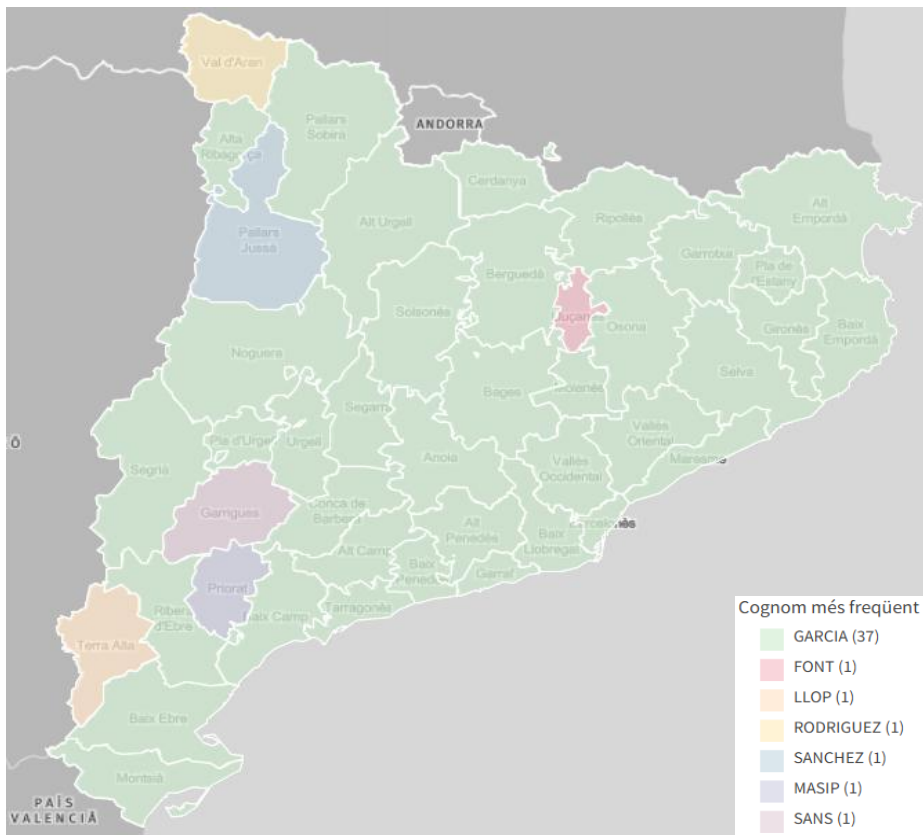 Val d'Aran
Pallars
Sobirà
ANDORRA
Alta
Ribagorça
Cerdanya
Alt
Empordà
Ripollès
Alt Urgell
Pallars
Jussà
Garrotxa
Pla de
l'Estany
Berguedà
Solsonès
Lluçanès
Osona
Gironès
Baix
Empordà
Noguera
Selva
Bages
Moianès
Segarra
Vallès
Oriental
Pla d'Urgell
Urgell
Anoia
Vallès
Occidental
Maresme
Segrià
Garrigues
Conca de
Barberà
Barcelonès
Alt
Penedès
Baix
Llobregat
Alt Camp
Baix
Penedès
Garraf
Priorat
Ribera
d'Ebre
Baix Camp
Tarragonès
Terra Alta
Baix Ebre
Montsià
PAÍS
VALENCIÀ
Cognom més freqüent
GARCIA (37)
FONT (1)
LLOP (1)
RODRIGUEZ (1)
SANCHEZ (1)
MASIP (1)
SANS (1)